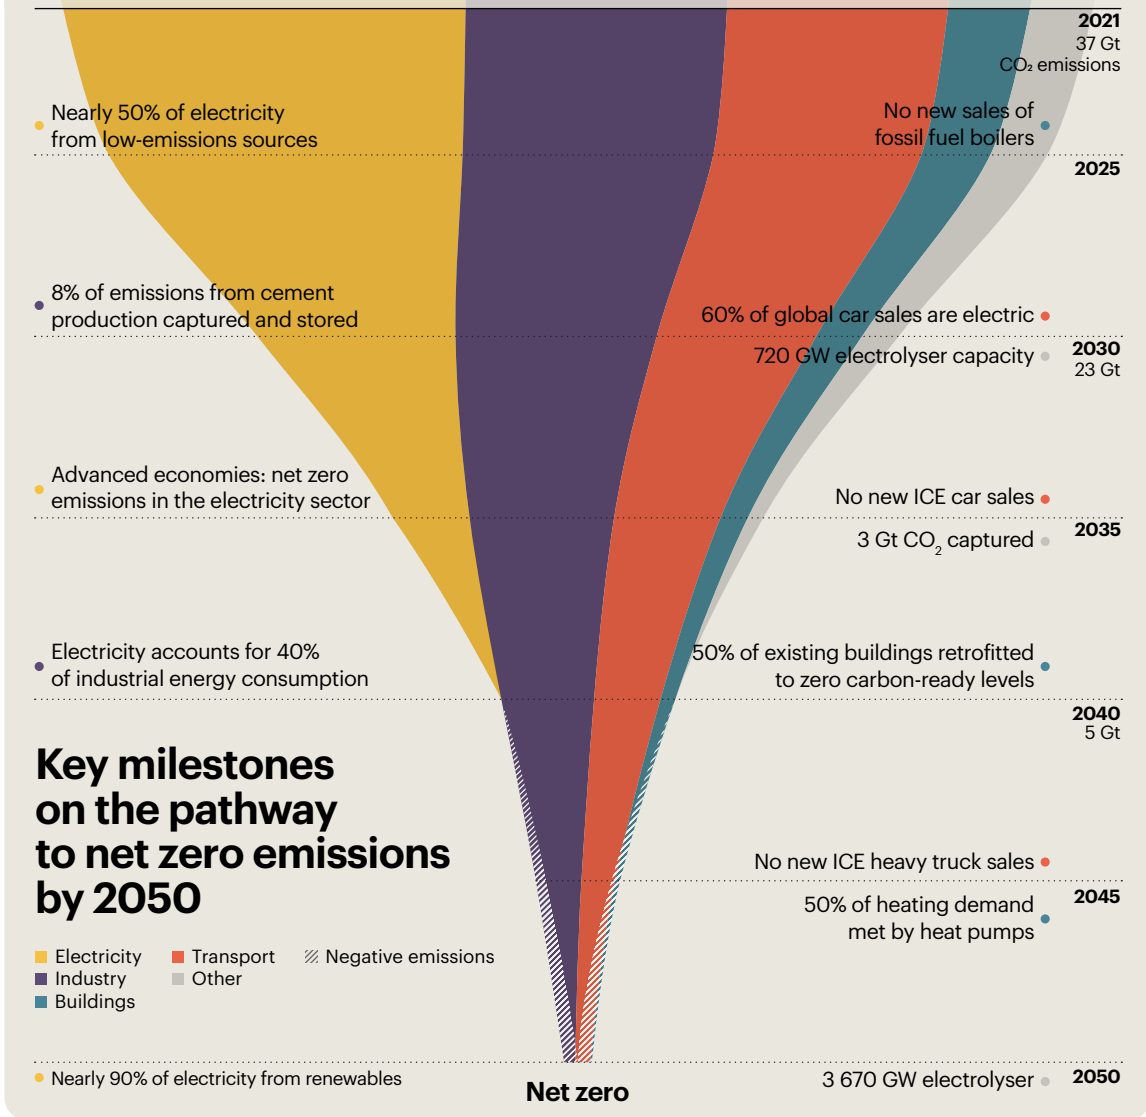 2021
37 Gt
CO₂ emissions
Nearly 50% of electricity
from low-emissions sources
No new sales of
fossil fuel boilers
2025
8% of emissions from cement
production captured and stored
60% of global car sales are electric
720 GW electrolyser capacity
2030
23 Gt
Advanced economies: net zero
emissions in the electricity sector
No new ICE car sales
2035
3 Gt CO₂ captured
Electricity accounts for 40%
of industrial energy consumption
50% of existing buildings retrofitted
to zero carbon-ready levels
2040
5 Gt
Key milestones
on the pathway
to net zero emissions
by 2050
No new ICE heavy truck sales
2045
50% of heating demand
met by heat pumps
Electricity
Transport
Negative emissions
Industry
Other
Buildings
Nearly 90% of electricity from renewables
Net zero
3 670 GW electrolyser
2050